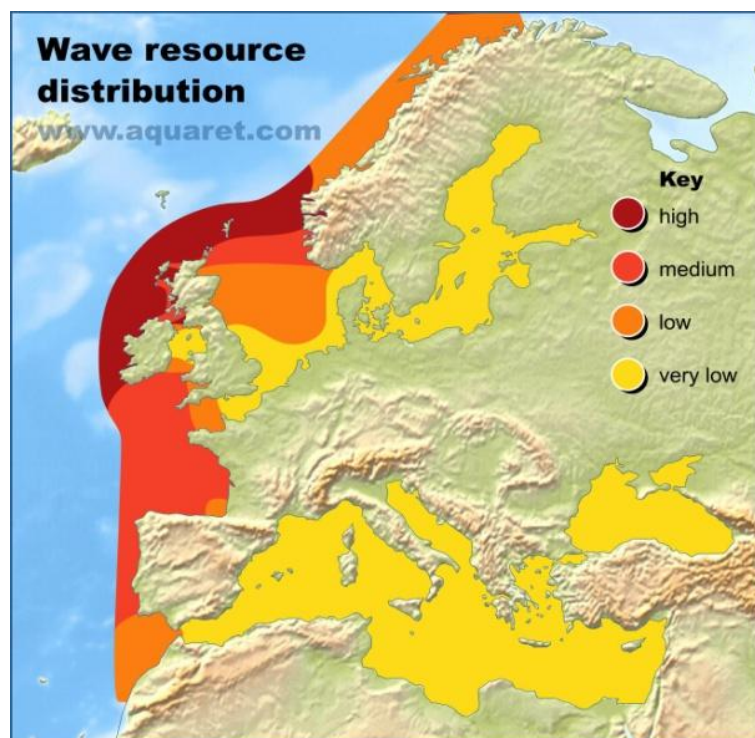 Wave resource
distribution
www.aquaret.com
Key
high
medium
low
very low